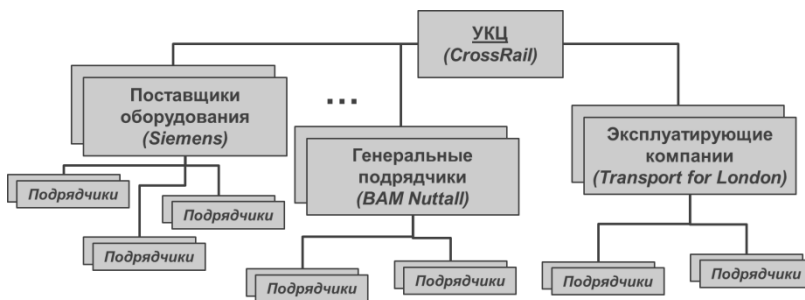 УКЦ
(CrossRail)
Поставщики
оборудования
(Siemens)
...
Генеральные
подрядчики
(BAM Nuttall)
Эксплуатирующие
компании
(Transport for London)
Подрядчики
Подрядчики
Подрядчики
Подрядчики
Подрядчики
Подрядчики
Подрядчики